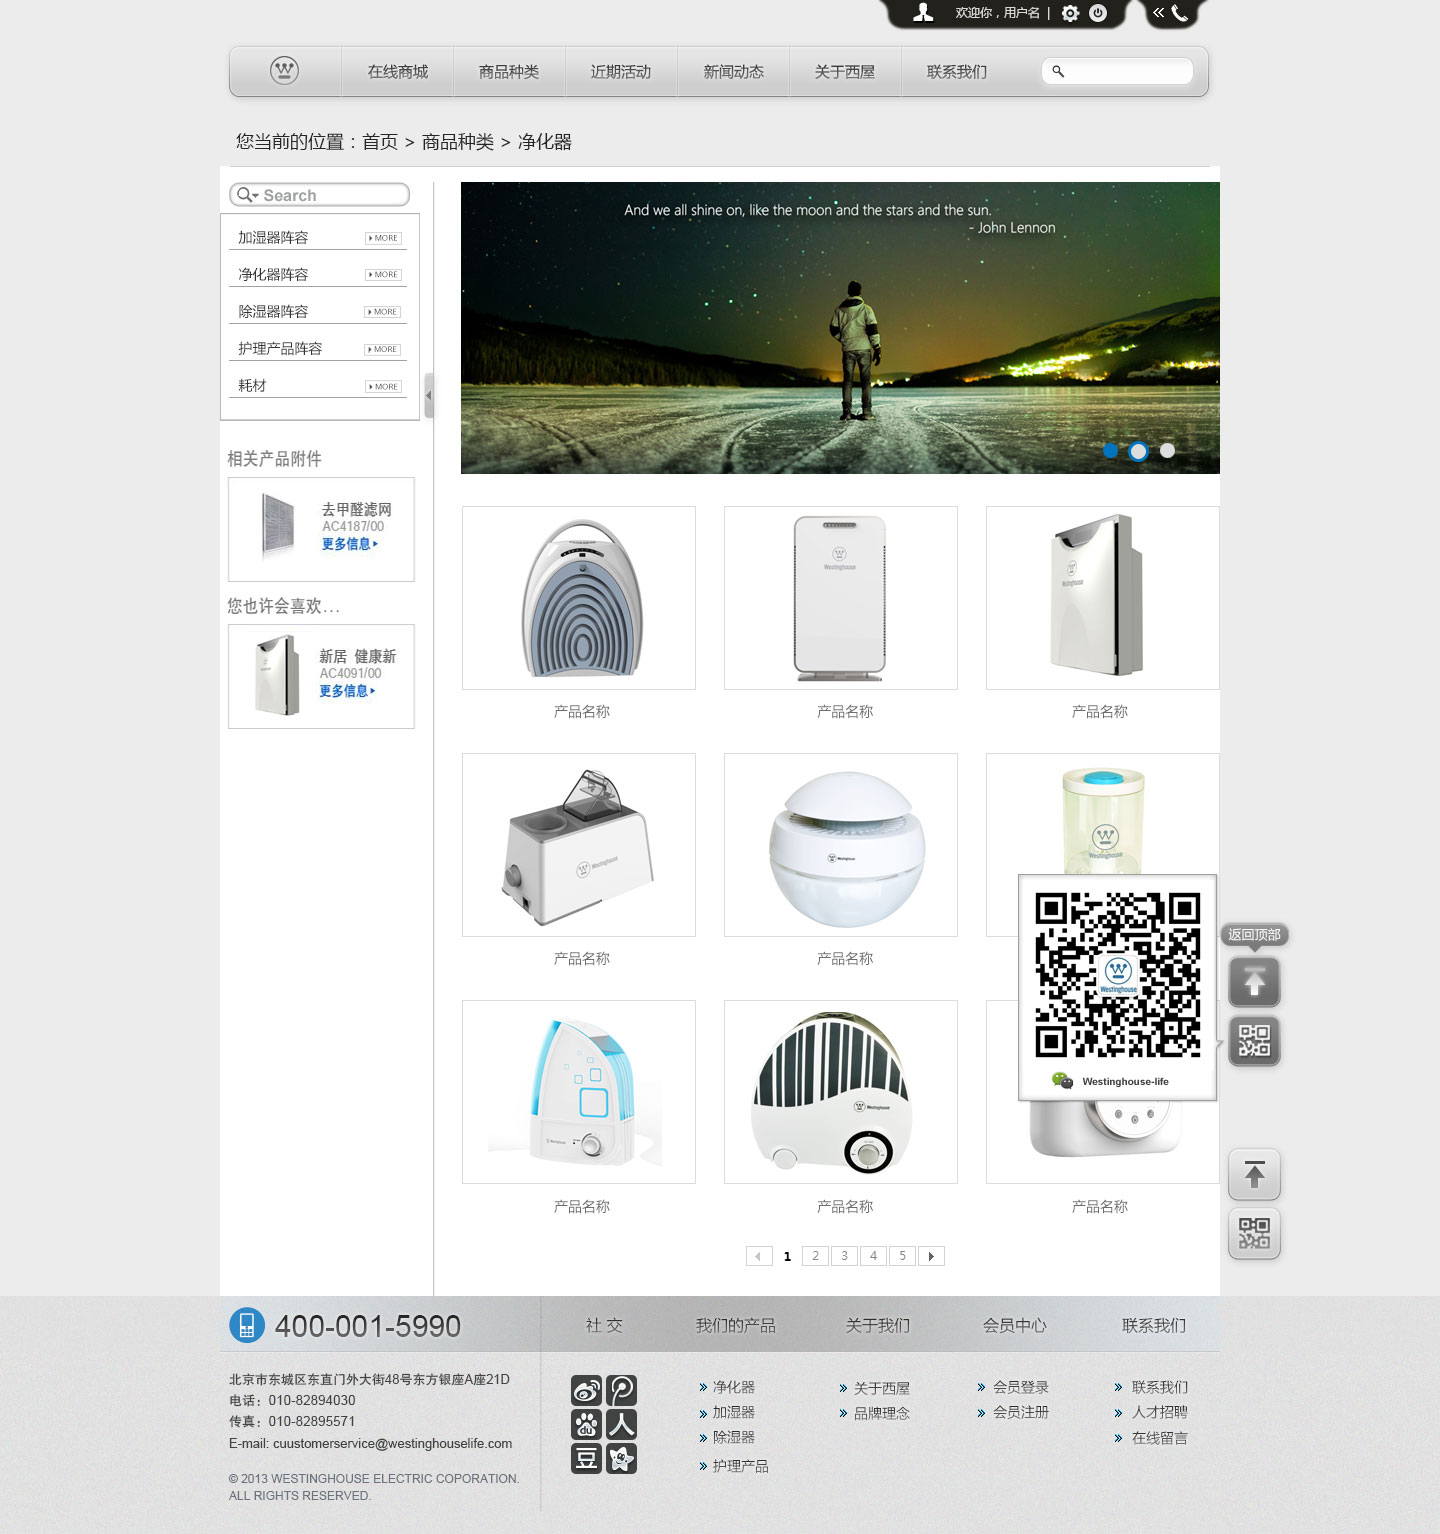 欢迎你，用户名 |
在线商城 商品种类 近期活动 新闻动态 关于西屋 联系我们
您当前的位置：首页 > 商品种类 > 净化器
Search
加湿器阵容 MORE
净化器阵容 MORE
除湿器阵容 MORE
护理产品阵容 MORE
耗材 MORE
And we all shine on, like the moon and the stars and the sun.
- John Lennon
相关产品附件
去甲醛滤网
AC4187/00
更多信息
您也许会喜欢...
新居 健康新
AC4091/00
更多信息
Westinghouse
产品名称 产品名称 产品名称
Westinghouse
Westinghouse
Westinghouse
产品名称 产品名称
Westinghouse
Westinghouse-life
返回顶部
Westinghouse
Westinghouse
产品名称 产品名称 产品名称
1 2 3 4 5
400-001-5990
社 交 我们的产品 关于我们 会员中心 联系我们
北京市东城区东直门外大街48号东方银座A座21D
电话：010-82894030
传真：010-82895571
E-mail: cuustomerservice@westinghouselife.com
© 2013 WESTINGHOUSE ELECTRIC COPORATION.
ALL RIGHTS RESERVED.
du
人
豆
净化器
加湿器
除湿器
护理产品
关于西屋
品牌理念
会员登录
会员注册
联系我们
人才招聘
在线留言